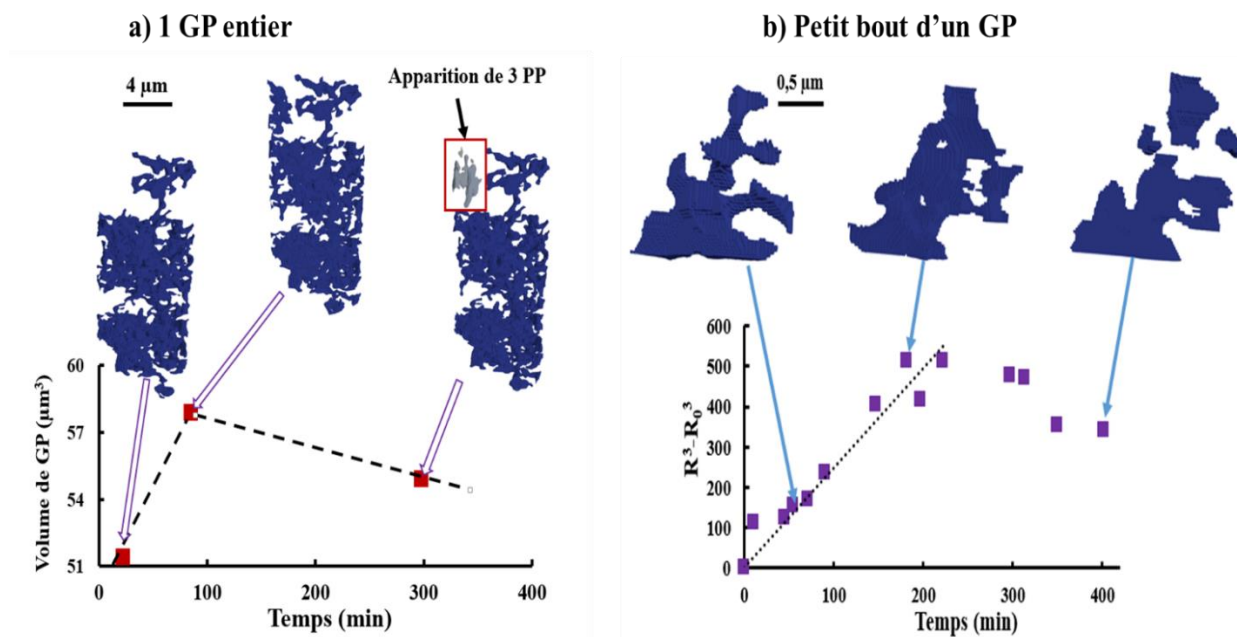 a) 1 GP entier
4 µm
Apparition de 3 PP
Volume de GP (µm³)
60
57
54
51
0
100
200
300
400
Temps (min)
b) Petit bout d’un GP
0,5 µm
R³-R₀³
600
500
400
300
200
100
0
0
100
200
300
400
Temps (min)